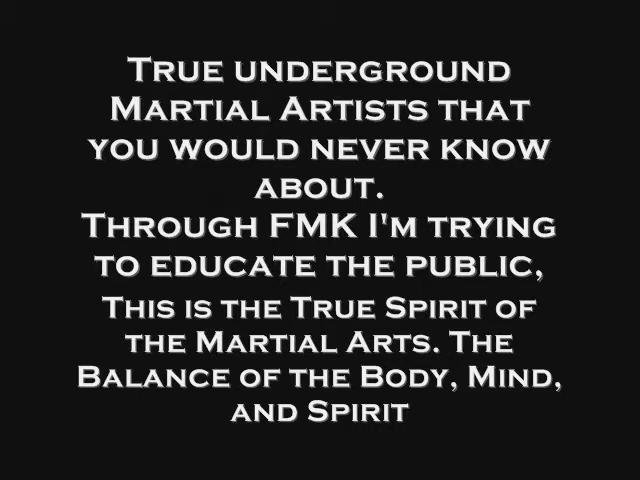 True underground
Martial Artists that
you would never know
about.
Through FMK I'm trying
to educate the public,
This is the True Spirit of
the Martial Arts. The
Balance of the Body, Mind,
and Spirit